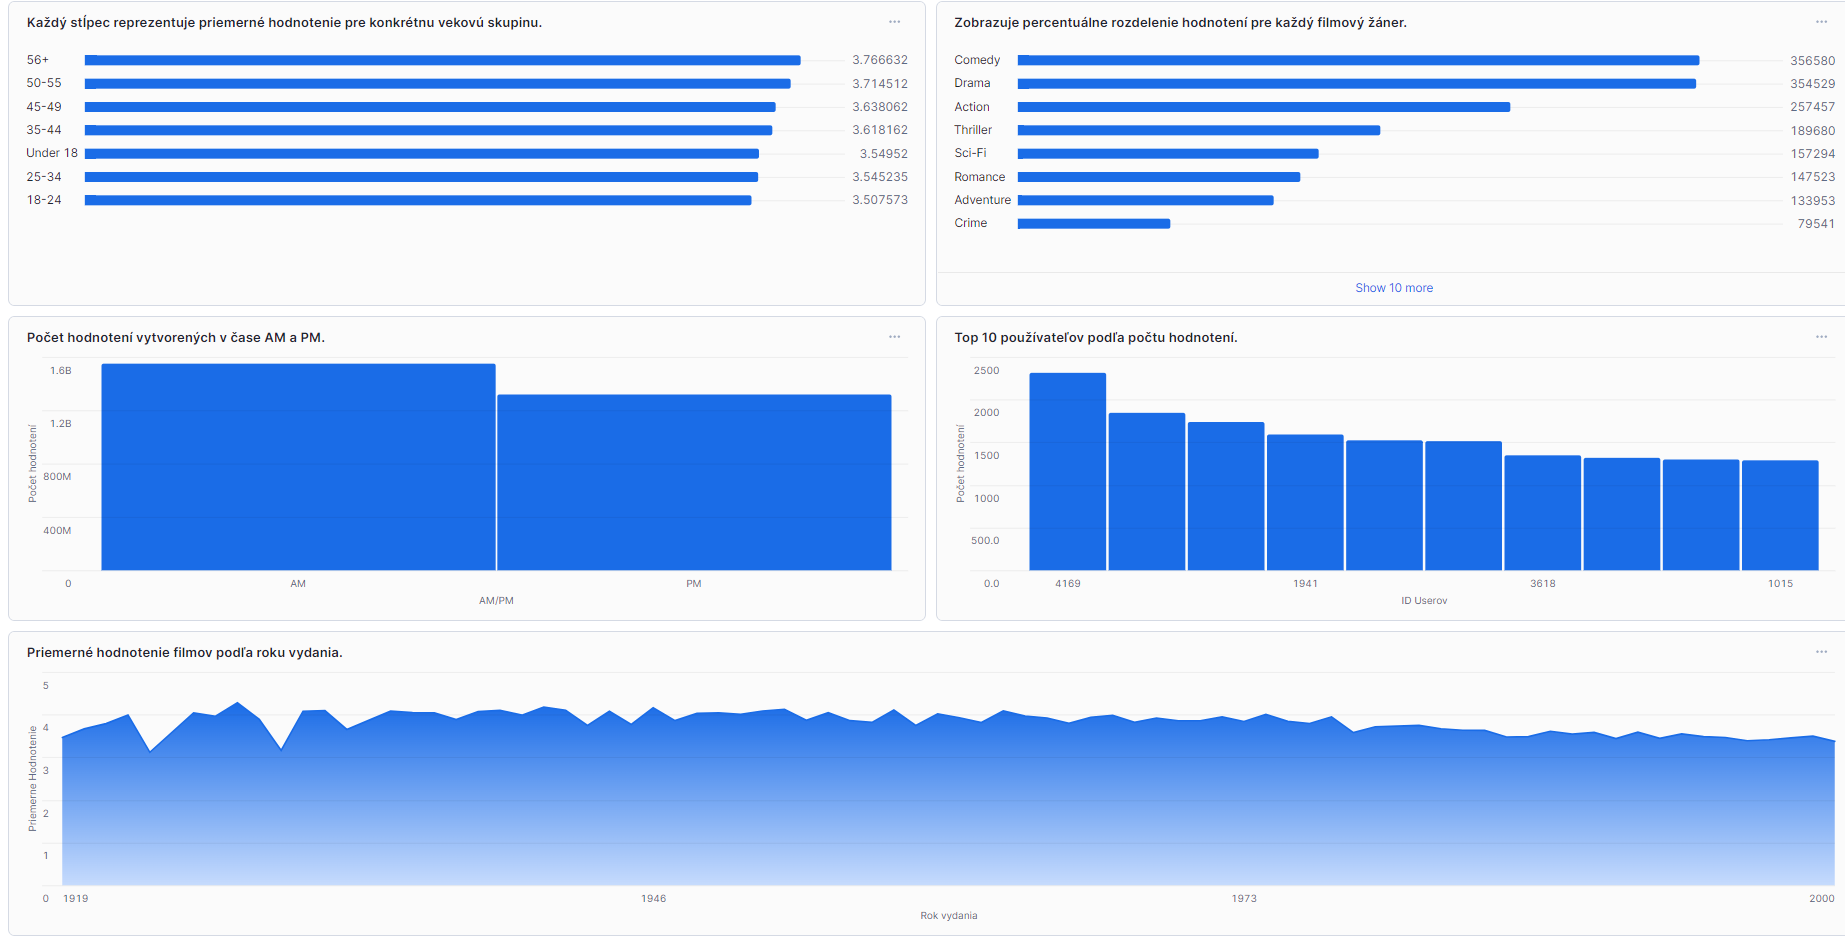 Každý stĺpec reprezentuje priemerné hodnotenie pre konkrétnu vekovú skupinu.
56+ 3.766632
50-55 3.714512
45-49 3.638062
35-44 3.618162
Under 18 3.54952
25-34 3.545235
18-24 3.507573
Zobrazuje percentuálne rozdelenie hodnotení pre každý filmový žáner.
Comedy 356580
Drama 354529
Action 257457
Thriller 189680
Sci-Fi 157294
Romance 147523
Adventure 133953
Crime 79541
Show 10 more
Počet hodnotení vytvorených v čase AM a PM.
Počet hodnotení
1.6B
1.2B
800M
400M
0
AM PM
AM/PM
Top 10 používateľov podľa počtu hodnotení.
Počet hodnotení
2500
2000
1500
1000
500.0
0.0
4169 1941 3618 1015
ID Userov
Priemerné hodnotenie filmov podľa roku vydania.
Priemerne Hodnotenie
5
4
3
2
1
0
1919 1946 1973 2000
Rok vydania